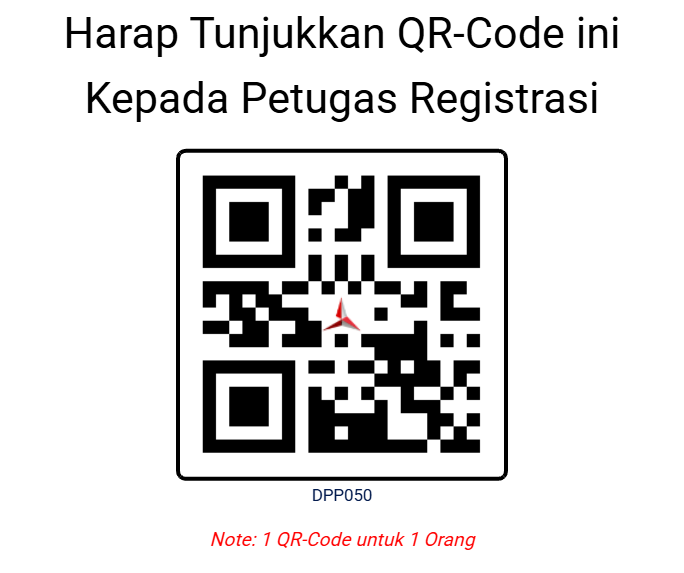 Harap Tunjukkan QR-Code ini
Kepada Petugas Registrasi
DPP050
Note: 1 QR-Code untuk 1 Orang